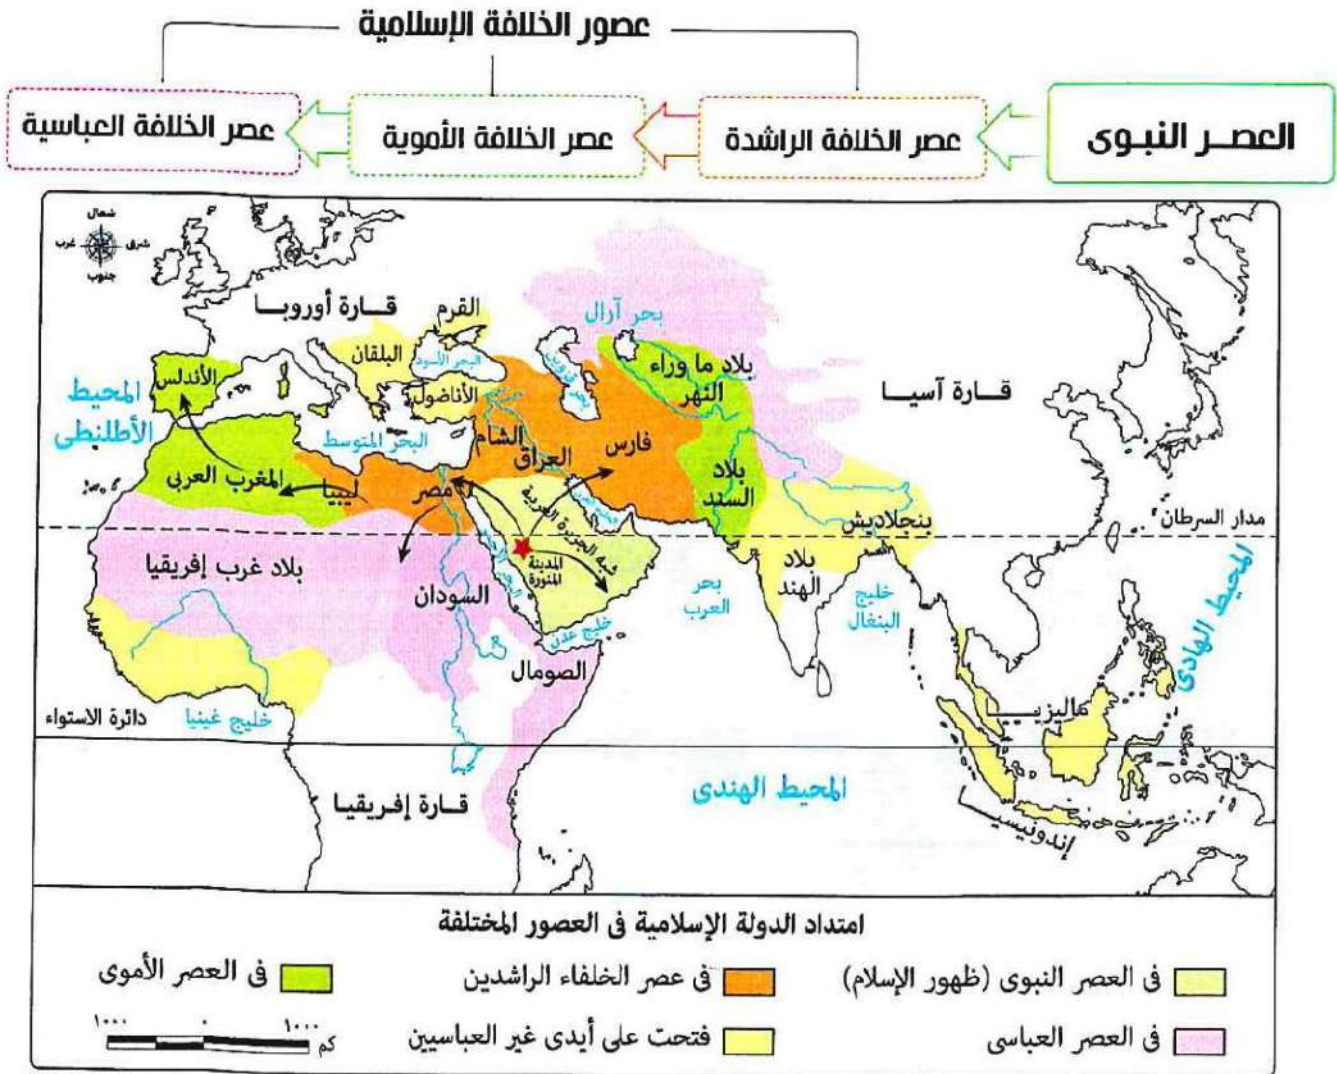 عصور الخلافة الإسلامية
العصر النبوى
عصر الخلافة الراشدة
عصر الخلافة الأموية
عصر الخلافة العباسية
شمال
شرق
غرب
جنوب
قارة أوروبا
القرم
بحر آرال
البلقان
البحر الأسود
بحر قزوين
بلاد ما وراء
النهر
قارة آسيا
الأندلس
الأناضول
المحيط
الأطلنطى
البحر المتوسط
الشام
العراق
فارس
بلاد
السند
المغرب العربى
ليبيا
مصر
شبه الجزيرة العربية
بنجلاديش
مدار السرطان
المدينة
المنورة
البحر الأحمر
بلاد غرب إفريقيا
السودان
بحر
العرب
بلاد
الهند
خليج
البنغال
المحيط الهادى
خليج عدن
الصومال
خليج غينيا
دائرة الاستواء
ماليزيا
قارة إفريقيا
المحيط الهندى
إندونيسيا
امتداد الدولة الإسلامية فى العصور المختلفة
فى العصر النبوى (ظهور الإسلام)
فى عصر الخلفاء الراشدين
فى العصر الأموى
فى العصر العباسى
فتحت على أيدى غير العباسيين
١٠٠٠ ٠ ١٠٠٠
كم